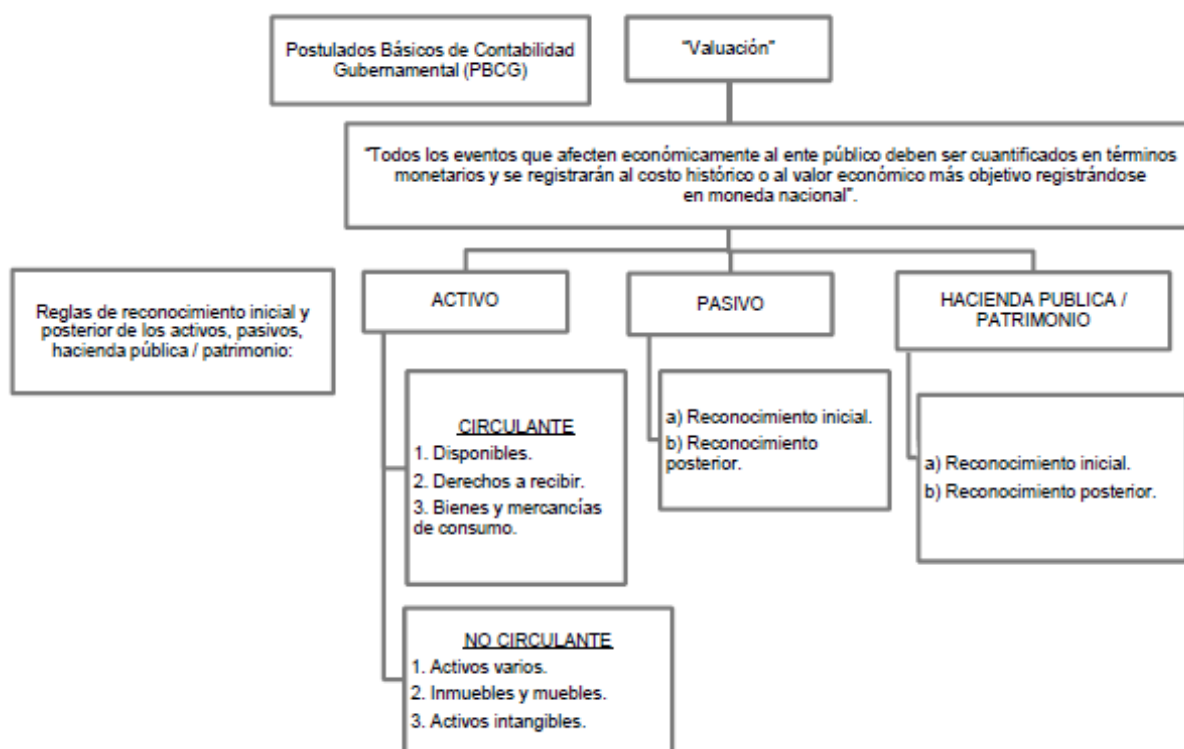 Postulados Básicos de Contabilidad
Gubernamental (PBCG)
"Valuación"
"Todos los eventos que afecten económicamente al ente público deben ser cuantificados en términos
monetarios y se registrarán al costo histórico o al valor económico más objetivo registrándose
en moneda nacional".
Reglas de reconocimiento inicial y
posterior de los activos, pasivos,
hacienda pública / patrimonio:
ACTIVO
PASIVO
HACIENDA PUBLICA /
PATRIMONIO
CIRCULANTE
1. Disponibles.
2. Derechos a recibir.
3. Bienes y mercancías
de consumo.
a) Reconocimiento inicial.
b) Reconocimiento
posterior.
a) Reconocimiento inicial.
b) Reconocimiento posterior.
NO CIRCULANTE
1. Activos varios.
2. Inmuebles y muebles.
3. Activos intangibles.